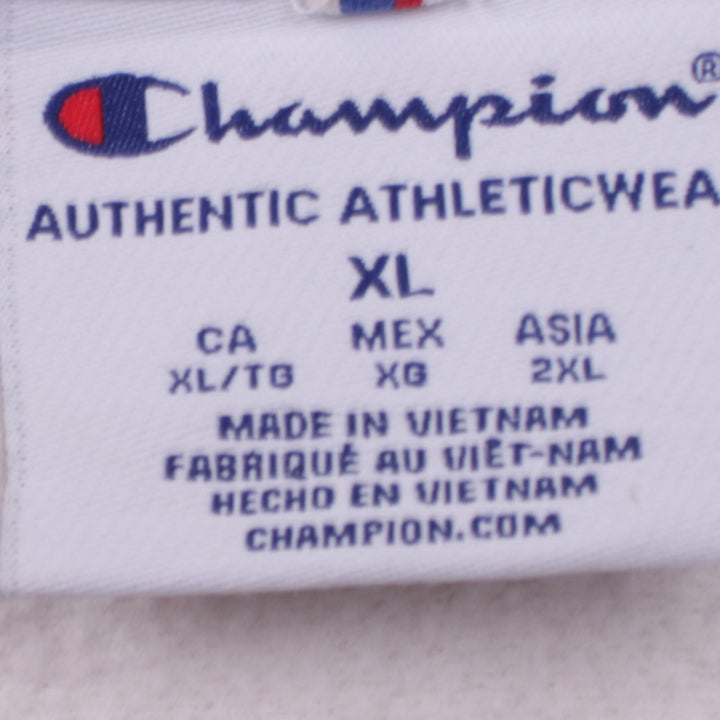 Champion®
AUTHENTIC ATHLETICWEA
XL
CA MEX ASIA
XL/TG XG 2XL
MADE IN VIETNAM
FABRIQUÉ AU VIÊT-NAM
HECHO EN VIETNAM
CHAMPION.COM